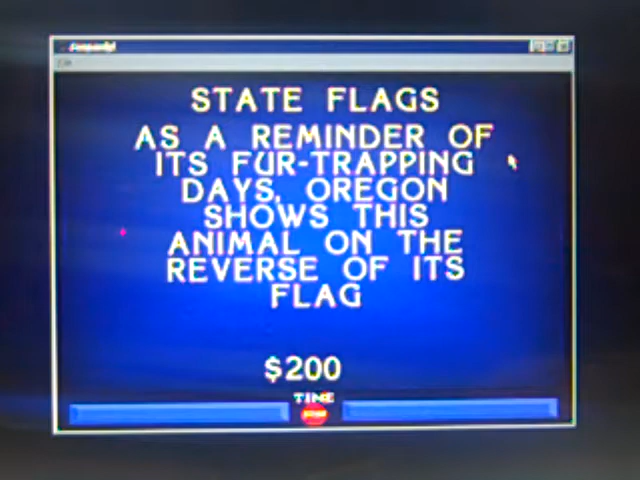 STATE FLAGS
AS A REMINDER OF
ITS FUR-TRAPPING
DAYS, OREGON
SHOWS THIS
ANIMAL ON THE
REVERSE OF ITS
FLAG
$200
TIME